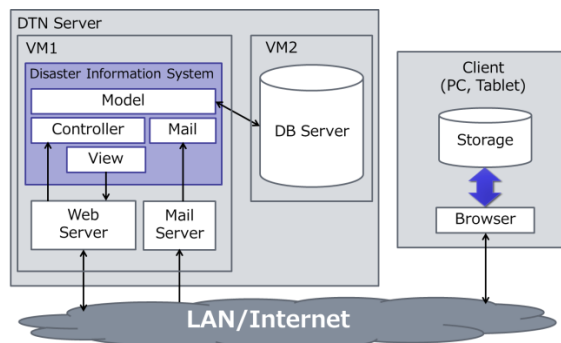 DTN Server
VM1
Disaster Information System
Model
Controller
Mail
View
Web
Server
Mail
Server
VM2
DB Server
Client
(PC, Tablet)
Storage
Browser
LAN/Internet